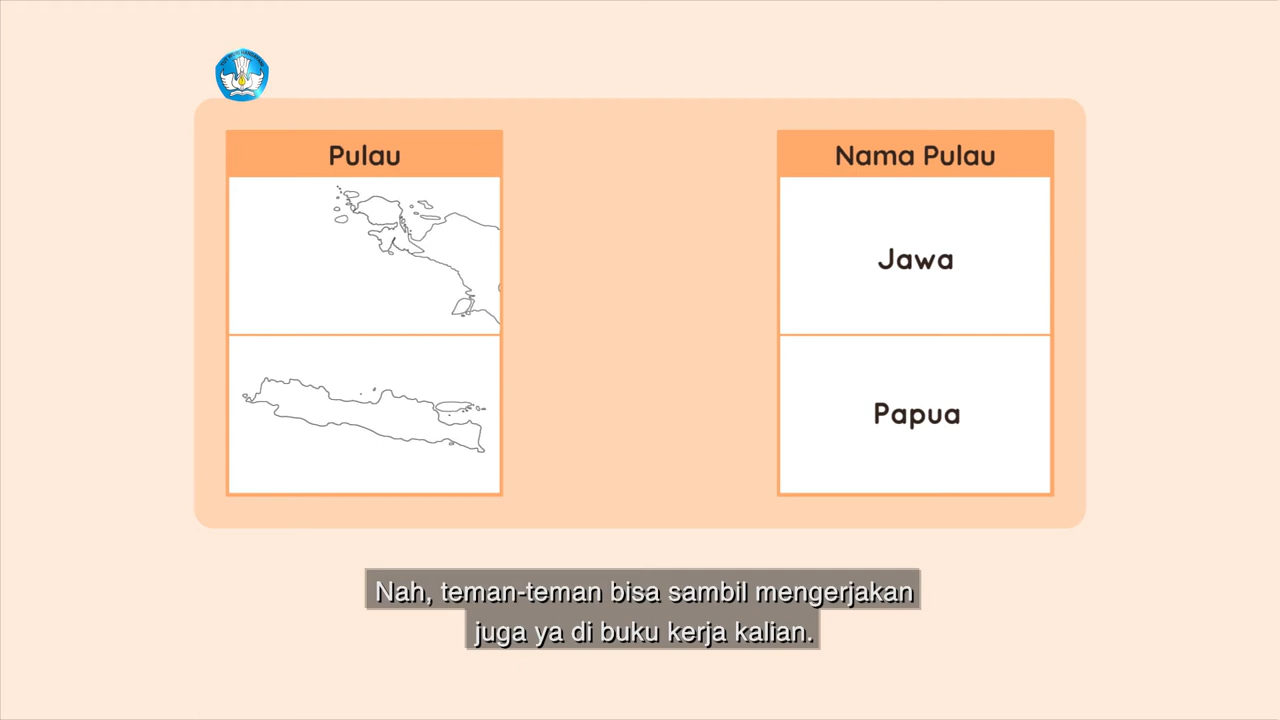 Pulau
Nama Pulau
Jawa
Papua
Nah, teman-teman bisa sambil mengerjakan
juga ya di buku kerja kalian.